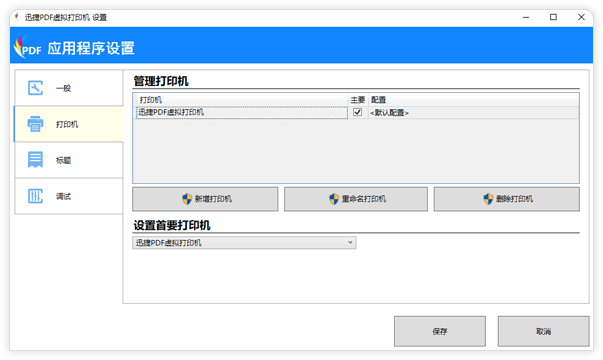 迅捷PDF虚拟打印机 设置
PDF 应用程序设置
一般
打印机
标题
调试
管理打印机
打印机 主要 配置
迅捷PDF虚拟打印机 <默认配置>
新增打印机 重命名打印机 删除打印机
设置首要打印机
迅捷PDF虚拟打印机
保存 取消